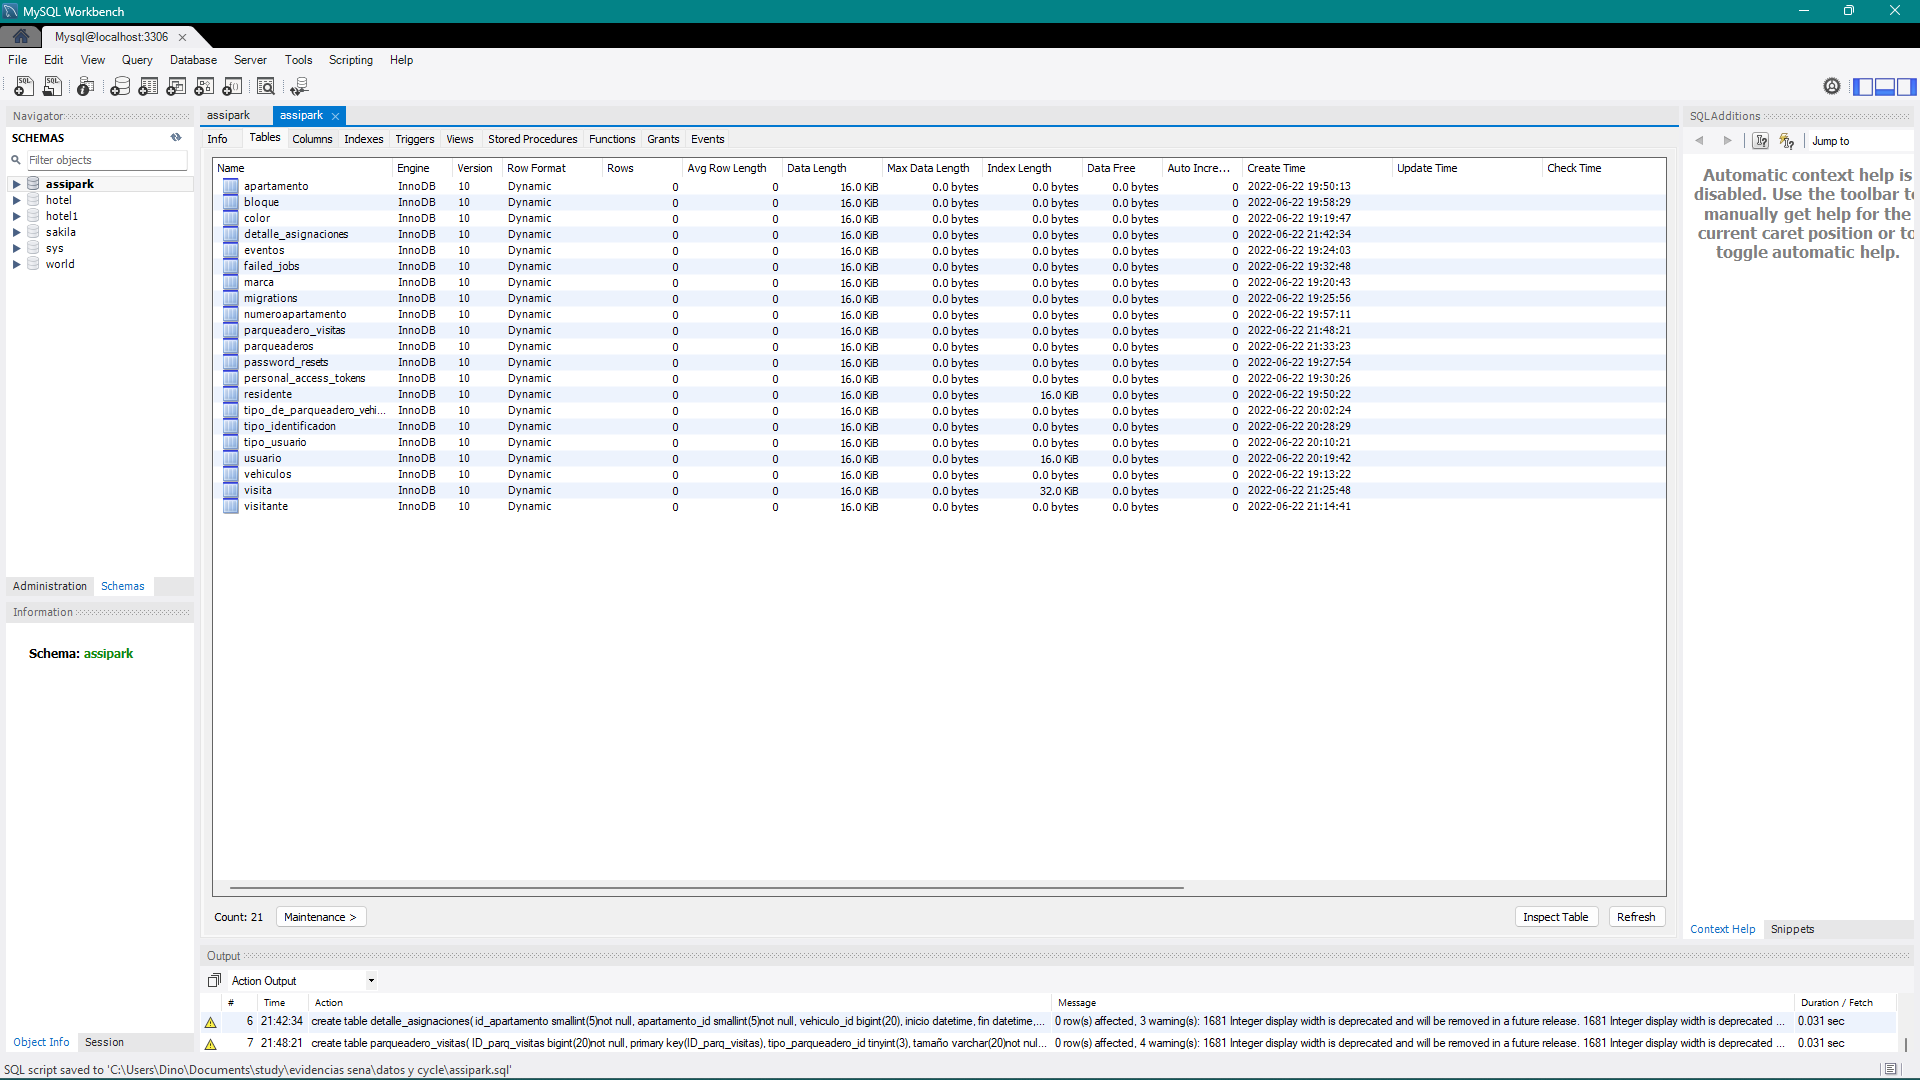 MySQL Workbench
Mysql@localhost:3306
File Edit View Query Database Server Tools Scripting Help
Navigator
SCHEMAS
Filter objects
assipark
hotel
hotel1
sakila
sys
world
Administration Schemas
Information
Schema: assipark
Object Info Session
assipark assipark
Info Tables Columns Indexes Triggers Views Stored Procedures Functions Grants Events
Name Engine Version Row Format Rows Avg Row Length Data Length Max Data Length Index Length Data Free Auto Incre... Create Time Update Time Check Time
apartamento InnoDB 10 Dynamic 0 0 16.0 KiB 0.0 bytes 0.0 bytes 0.0 bytes 0 2022-06-22 19:50:13
bloque InnoDB 10 Dynamic 0 0 16.0 KiB 0.0 bytes 0.0 bytes 0.0 bytes 0 2022-06-22 19:58:29
color InnoDB 10 Dynamic 0 0 16.0 KiB 0.0 bytes 0.0 bytes 0.0 bytes 0 2022-06-22 19:19:47
detalle_asignaciones InnoDB 10 Dynamic 0 0 16.0 KiB 0.0 bytes 0.0 bytes 0.0 bytes 0 2022-06-22 21:42:34
eventos InnoDB 10 Dynamic 0 0 16.0 KiB 0.0 bytes 0.0 bytes 0.0 bytes 0 2022-06-22 19:24:03
failed_jobs InnoDB 10 Dynamic 0 0 16.0 KiB 0.0 bytes 0.0 bytes 0.0 bytes 0 2022-06-22 19:32:48
marca InnoDB 10 Dynamic 0 0 16.0 KiB 0.0 bytes 0.0 bytes 0.0 bytes 0 2022-06-22 19:20:43
migrations InnoDB 10 Dynamic 0 0 16.0 KiB 0.0 bytes 0.0 bytes 0.0 bytes 0 2022-06-22 19:25:56
numeroapartamento InnoDB 10 Dynamic 0 0 16.0 KiB 0.0 bytes 0.0 bytes 0.0 bytes 0 2022-06-22 19:57:11
parqueadero_visitas InnoDB 10 Dynamic 0 0 16.0 KiB 0.0 bytes 0.0 bytes 0.0 bytes 0 2022-06-22 21:48:21
parqueaderos InnoDB 10 Dynamic 0 0 16.0 KiB 0.0 bytes 0.0 bytes 0.0 bytes 0 2022-06-22 21:33:23
password_resets InnoDB 10 Dynamic 0 0 16.0 KiB 0.0 bytes 0.0 bytes 0.0 bytes 0 2022-06-22 19:27:54
personal_access_tokens InnoDB 10 Dynamic 0 0 16.0 KiB 0.0 bytes 0.0 bytes 0.0 bytes 0 2022-06-22 19:30:26
residente InnoDB 10 Dynamic 0 0 16.0 KiB 0.0 bytes 16.0 KiB 0.0 bytes 0 2022-06-22 19:50:22
tipo_de_parqueadero_vehi... InnoDB 10 Dynamic 0 0 16.0 KiB 0.0 bytes 0.0 bytes 0.0 bytes 0 2022-06-22 20:02:24
tipo_identificacion InnoDB 10 Dynamic 0 0 16.0 KiB 0.0 bytes 0.0 bytes 0.0 bytes 0 2022-06-22 20:28:29
tipo_usuario InnoDB 10 Dynamic 0 0 16.0 KiB 0.0 bytes 0.0 bytes 0.0 bytes 0 2022-06-22 20:10:21
usuario InnoDB 10 Dynamic 0 0 16.0 KiB 0.0 bytes 16.0 KiB 0.0 bytes 0 2022-06-22 20:19:42
vehiculos InnoDB 10 Dynamic 0 0 16.0 KiB 0.0 bytes 0.0 bytes 0.0 bytes 0 2022-06-22 19:13:22
visita InnoDB 10 Dynamic 0 0 16.0 KiB 0.0 bytes 32.0 KiB 0.0 bytes 0 2022-06-22 21:25:48
visitante InnoDB 10 Dynamic 0 0 16.0 KiB 0.0 bytes 0.0 bytes 0.0 bytes 0 2022-06-22 21:14:41
Count: 21 Maintenance > Inspect Table Refresh
SQLAdditions
Jump to
Automatic context help is
disabled. Use the toolbar to
manually get help for the
current caret position or to
toggle automatic help.
Context Help Snippets
Output
Action Output
# Time Action Message Duration / Fetch
6 21:42:34 create table detalle_asignaciones( id_apartamento smallint(5)not null, apartamento_id smallint(5)not null, vehiculo_id bigint(20), inicio datetime, fin datetime,... 0 row(s) affected, 3 warning(s): 1681 Integer display width is deprecated and will be removed in a future release. 1681 Integer display width is deprecated ... 0.031 sec
7 21:48:21 create table parqueadero_visitas( ID_parq_visitas bigint(20)not null, primary key(ID_parq_visitas), tipo_parqueadero_id tinyint(3), tamaño varchar(20)not nul... 0 row(s) affected, 4 warning(s): 1681 Integer display width is deprecated and will be removed in a future release. 1681 Integer display width is deprecated ... 0.031 sec
SQL script saved to 'C:\Users\Dino\Documents\study\evidencias sena\datos y cycle\assipark.sql'